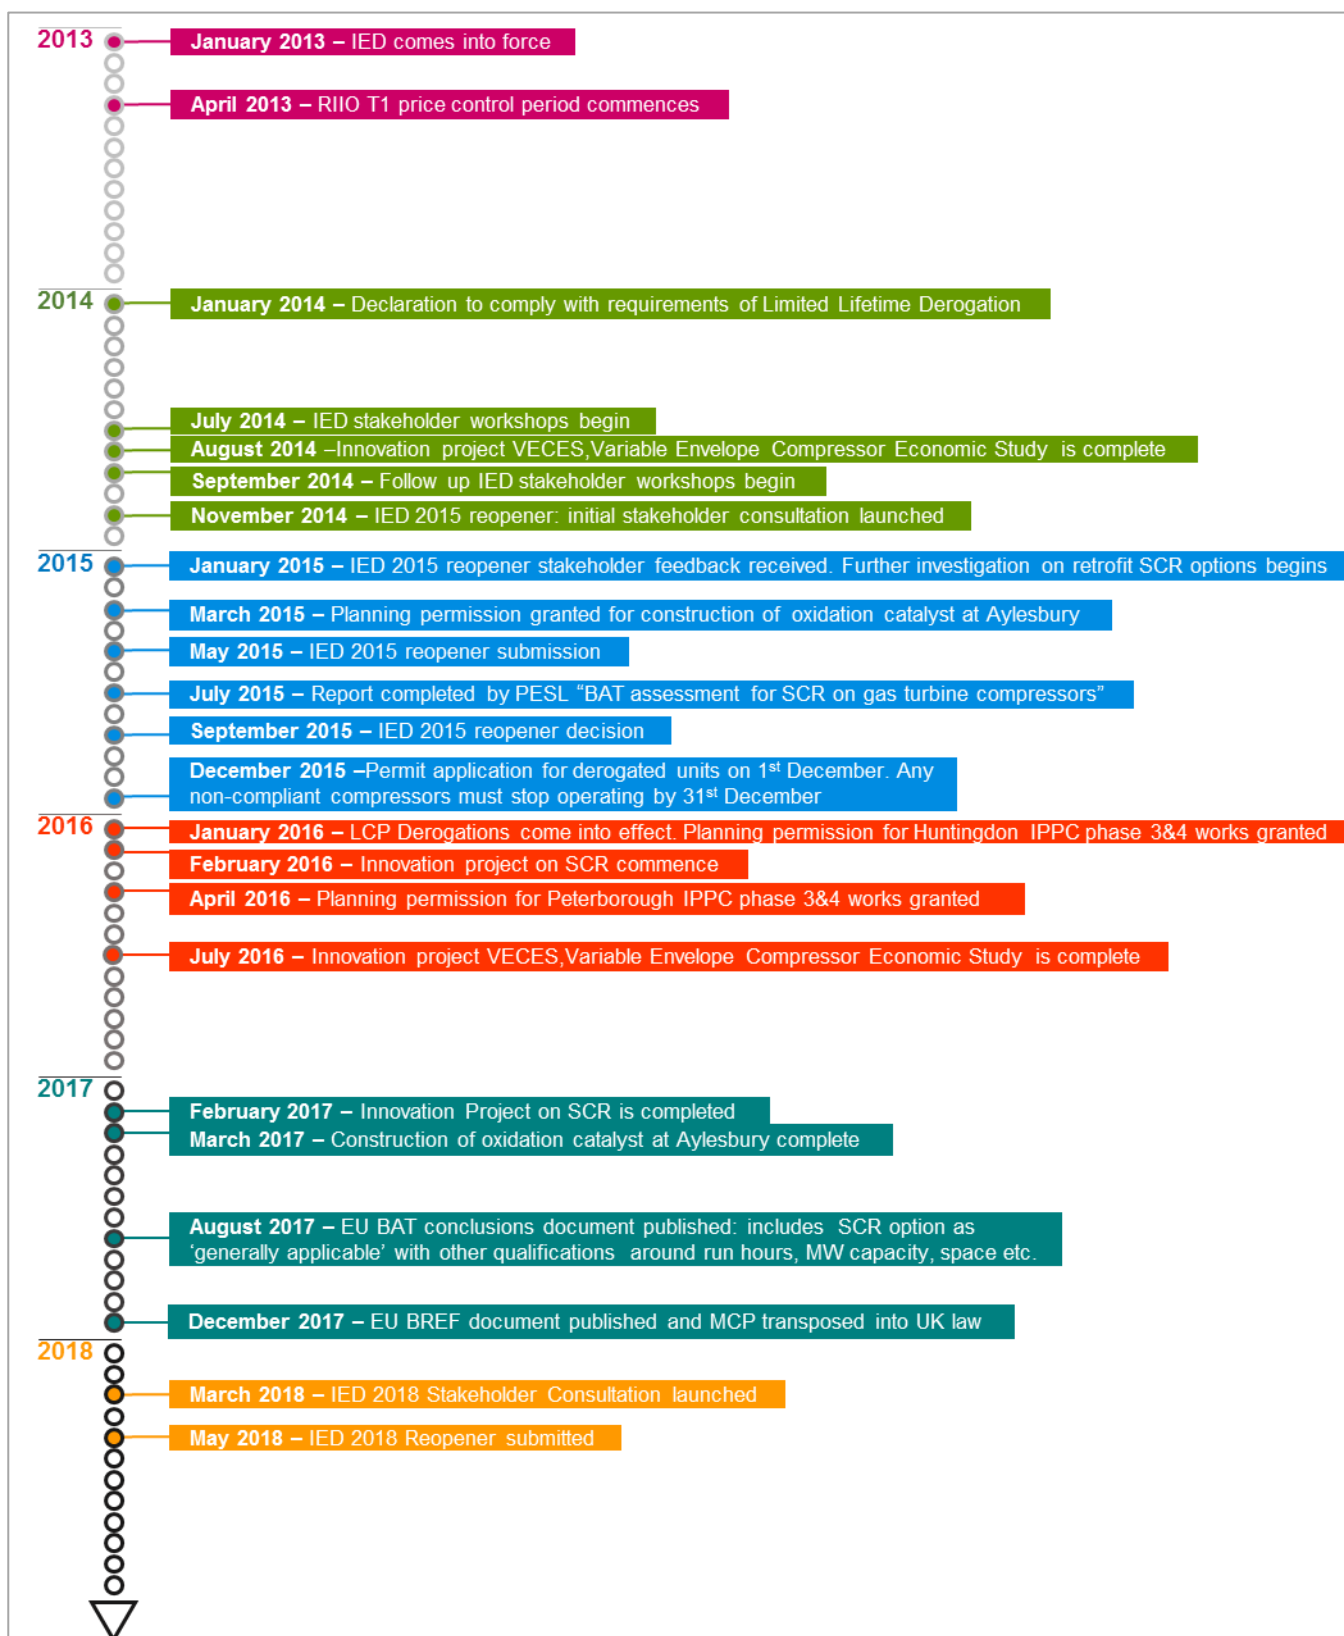 2013
January 2013 – IED comes into force
April 2013 – RIIO T1 price control period commences
2014
January 2014 – Declaration to comply with requirements of Limited Lifetime Derogation
July 2014 – IED stakeholder workshops begin
August 2014 –Innovation project VECES,Variable Envelope Compressor Economic Study is complete
September 2014 – Follow up IED stakeholder workshops begin
November 2014 – IED 2015 reopener: initial stakeholder consultation launched
2015
January 2015 – IED 2015 reopener stakeholder feedback received. Further investigation on retrofit SCR options begins
March 2015 – Planning permission granted for construction of oxidation catalyst at Aylesbury
May 2015 – IED 2015 reopener submission
July 2015 – Report completed by PESL “BAT assessment for SCR on gas turbine compressors”
September 2015 – IED 2015 reopener decision
December 2015 –Permit application for derogated units on 1st December. Any
non-compliant compressors must stop operating by 31st December
2016
January 2016 – LCP Derogations come into effect. Planning permission for Huntingdon IPPC phase 3&4 works granted
February 2016 – Innovation project on SCR commence
April 2016 – Planning permission for Peterborough IPPC phase 3&4 works granted
July 2016 – Innovation project VECES,Variable Envelope Compressor Economic Study is complete
2017
February 2017 – Innovation Project on SCR is completed
March 2017 – Construction of oxidation catalyst at Aylesbury complete
August 2017 – EU BAT conclusions document published: includes SCR option as
‘generally applicable’ with other qualifications around run hours, MW capacity, space etc.
December 2017 – EU BREF document published and MCP transposed into UK law
2018
March 2018 – IED 2018 Stakeholder Consultation launched
May 2018 – IED 2018 Reopener submitted